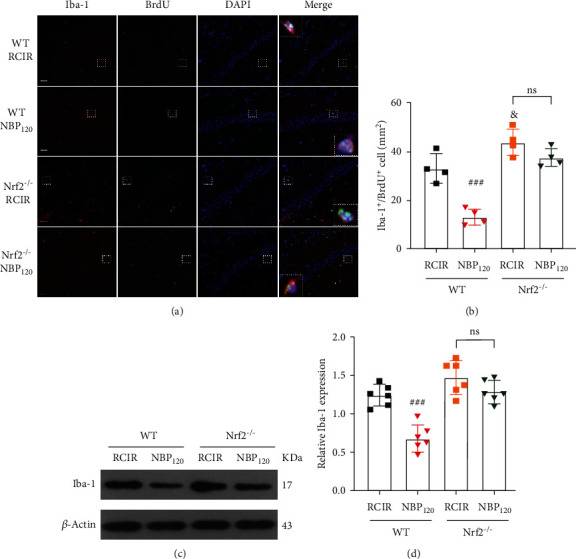 Iba-1 BrdU DAPI Merge
WT
RCIR
WT
NBP120
Nrf2-/-
RCIR
Nrf2-/-
NBP120
(a)
Iba-1+/BrdU+ cell (mm2)
60
40
20
0
###
&
ns
RCIR NBP120 RCIR NBP120
WT Nrf2-/-
(b)
WT Nrf2-/-
RCIR NBP120 RCIR NBP120 KDa
Iba-1 17
β-Actin 43
(c)
Relative Iba-1 expression
2.0
1.5
1.0
0.5
0.0
###
ns
RCIR NBP120 RCIR NBP120
WT Nrf2-/-
(d)